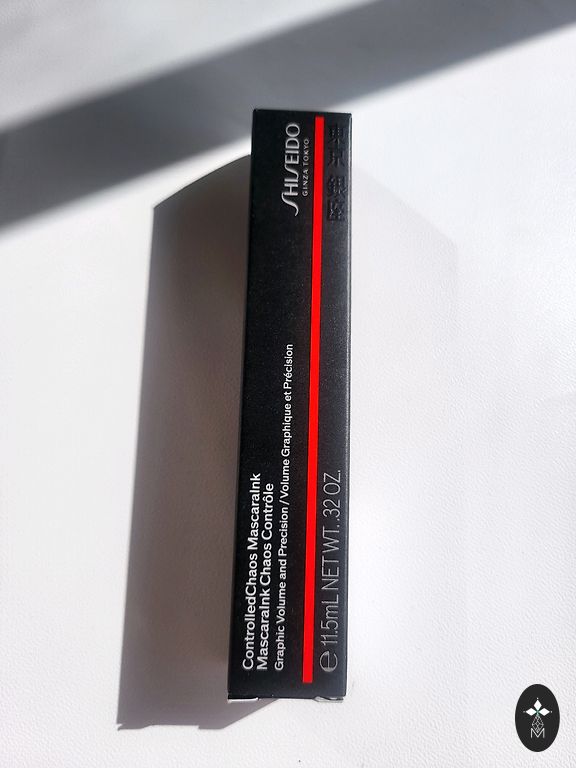 SHISEIDO
GINZA TOKYO
ControlledChaos MascaraInk
MascaraInk Chaos Contrôle
Graphic Volume and Precision / Volume Graphique et Précision
℮ 11.5mL NET WT. .32 OZ.
M